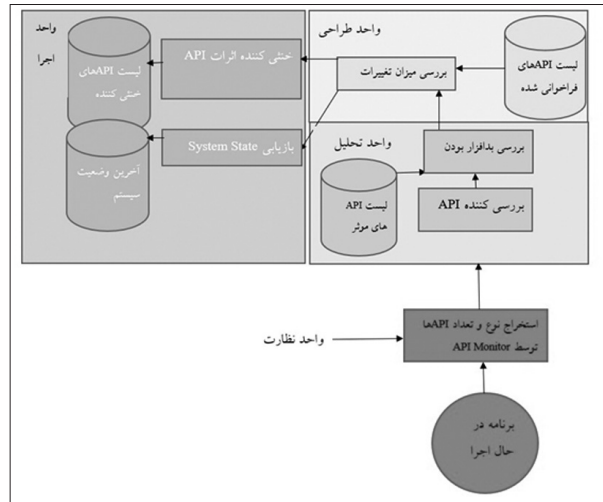 واحد
اجرا
لیست APIهای
خنثی کننده
خنثی کننده اثرات API
آخرین وضعیت
سیستم
بازیابی System State
واحد طراحی
بررسی میزان تغییرات
لیست APIهای
فراخوانی شده
واحد تحلیل
بررسی بدافزار بودن
لیست API
های موثر
بررسی کننده API
استخراج نوع و تعداد APIها
توسط API Monitor
واحد نظارت
برنامه در
حال اجرا